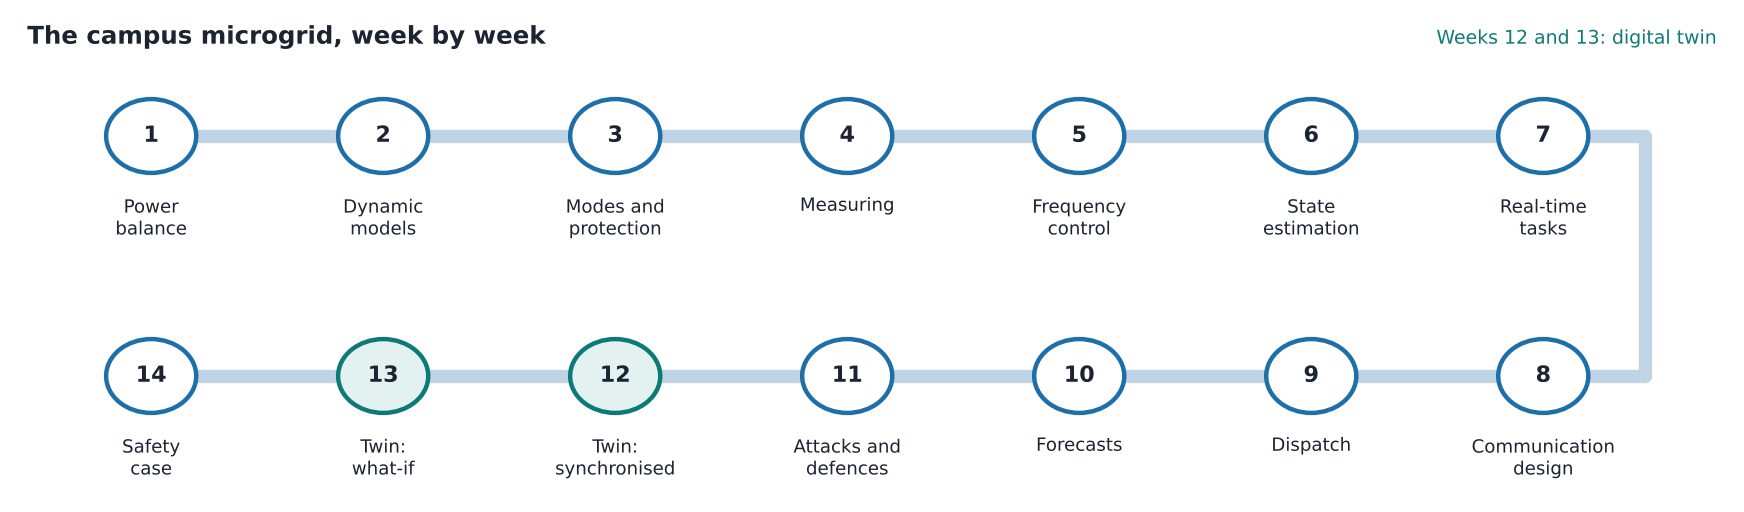 The campus microgrid, week by week
Weeks 12 and 13: digital twin
1
2
3
4
5
6
7
Power
balance
Dynamic
models
Modes and
protection
Measuring
Frequency
control
State
estimation
Real-time
tasks
14
13
12
11
10
9
8
Safety
case
Twin:
what-if
Twin:
synchronised
Attacks and
defences
Forecasts
Dispatch
Communication
design